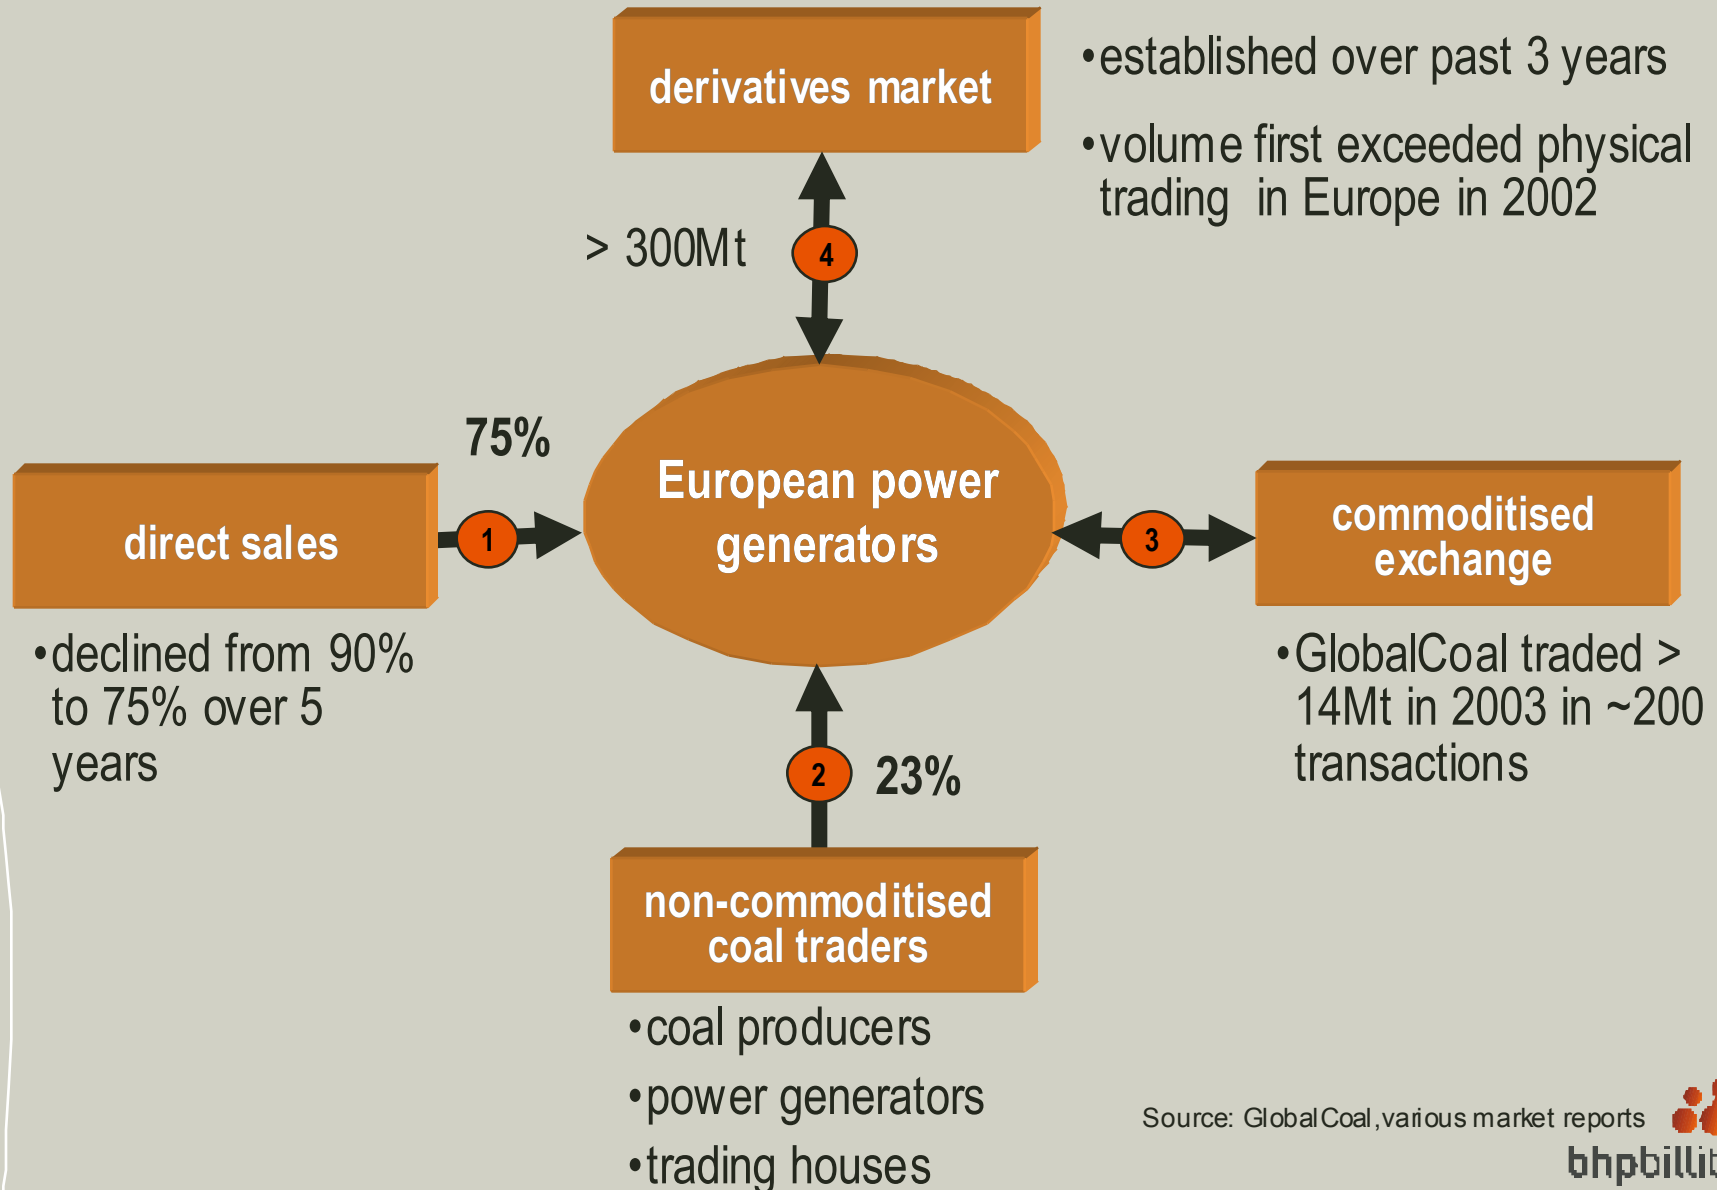 derivatives market
•established over past 3 years
•volume first exceeded physical
trading in Europe in 2002
> 300Mt
4
75%
European power
generators
direct sales
1
3
commoditised
exchange
•declined from 90%
to 75% over 5
years
•GlobalCoal traded >
14Mt in 2003 in ~200
transactions
2
23%
non-commoditised
coal traders
•coal producers
•power generators
•trading houses
Source: GlobalCoal,various market reports